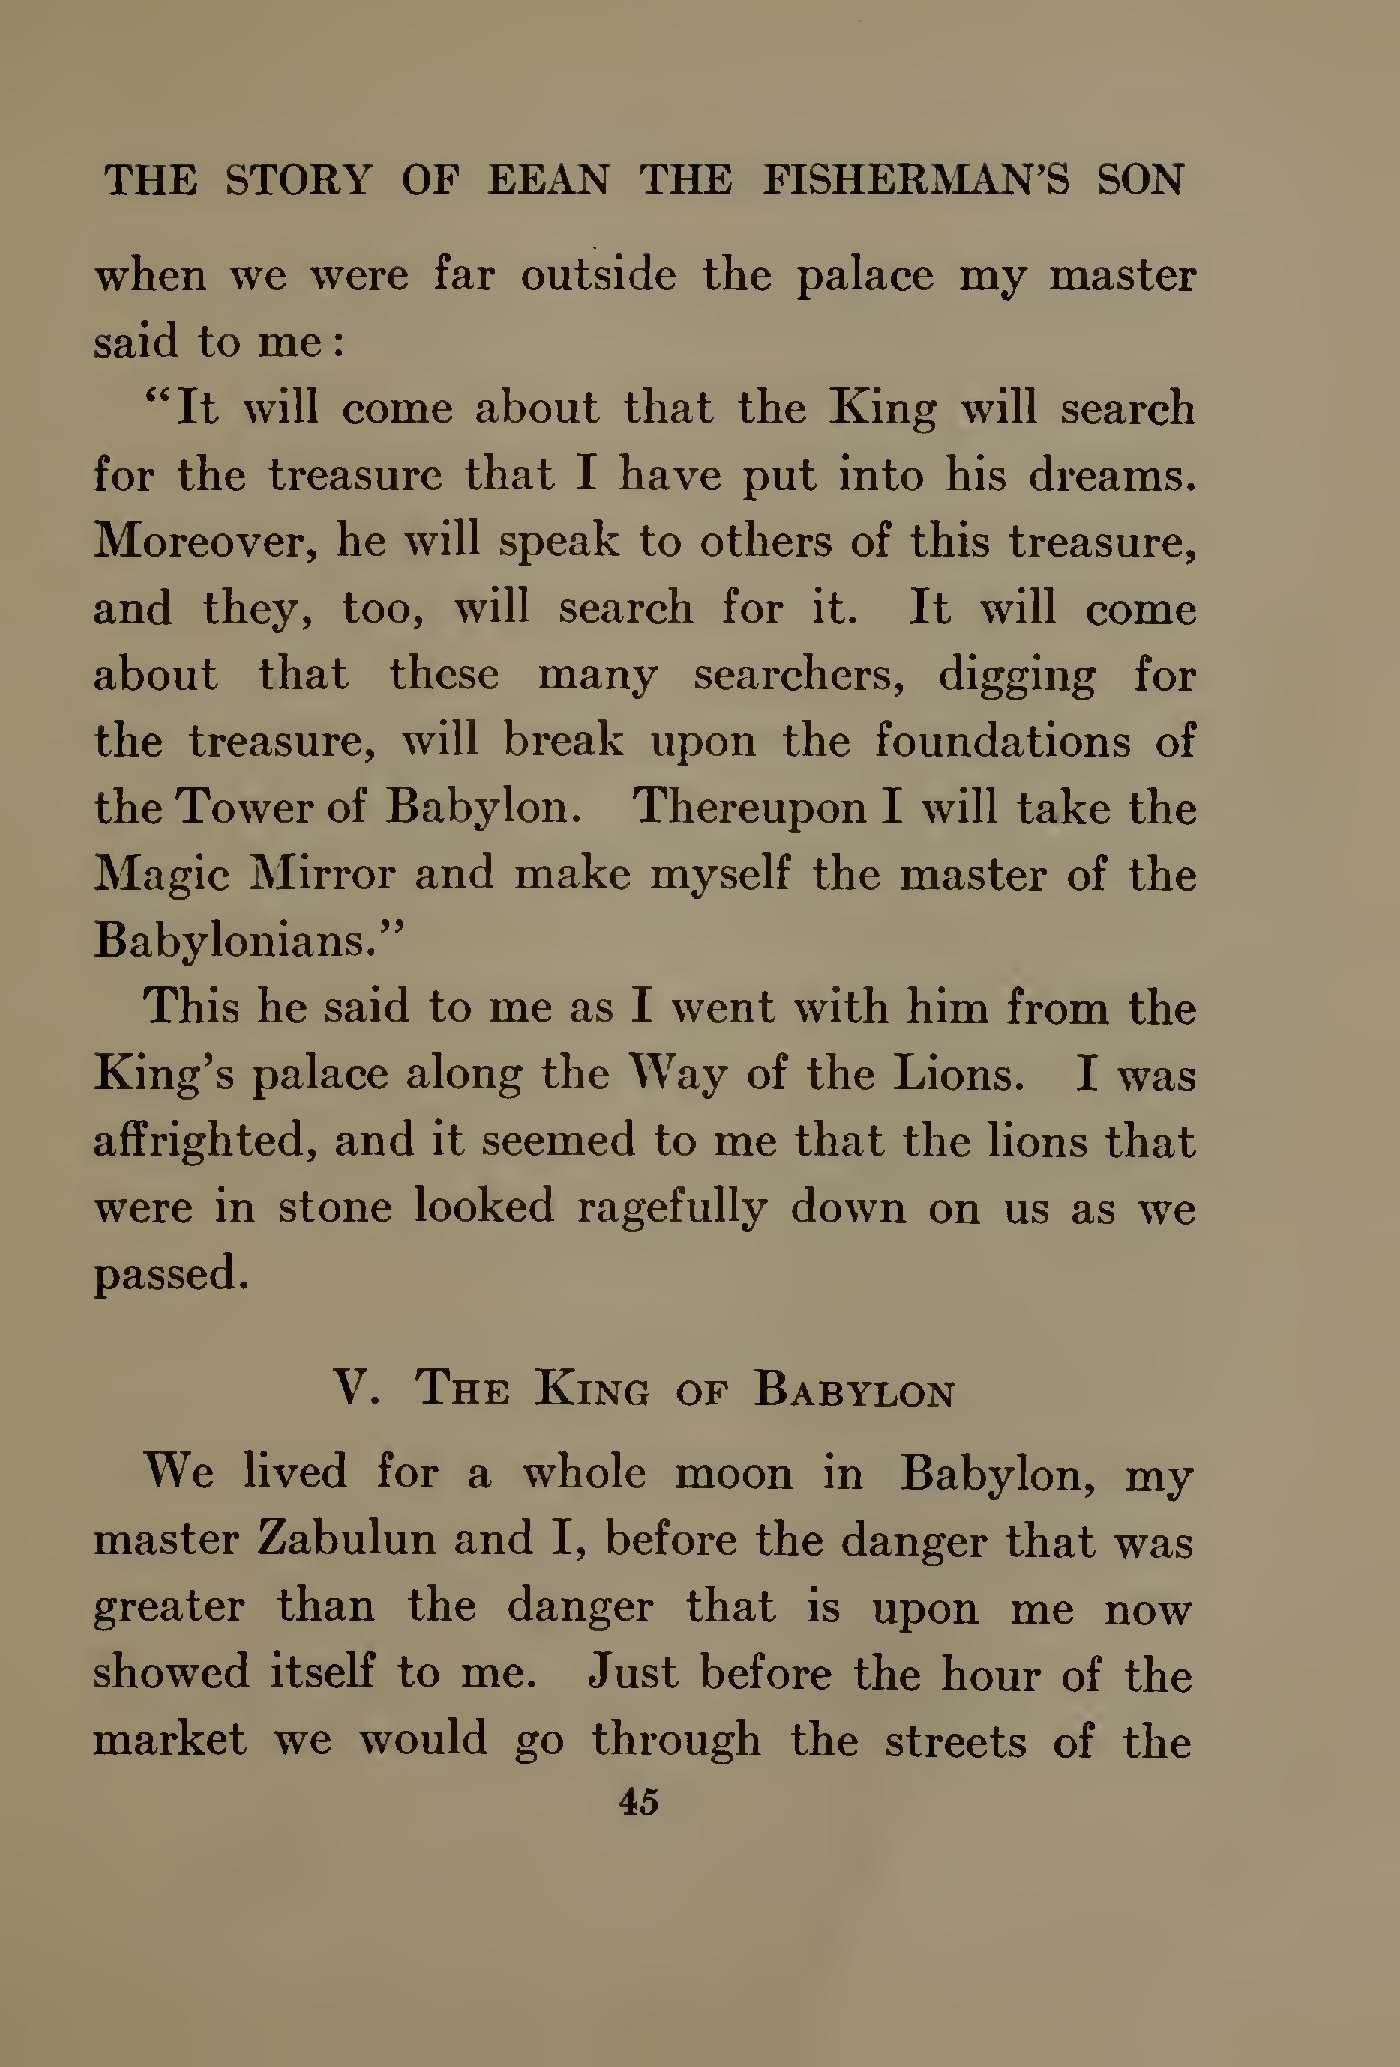 THE STORY OF EEAN THE FISHERMAN'S SON
when we were far outside the palace my master
said to me:
"It will come about that the King will search
for the treasure that I have put into his dreams.
Moreover, he will speak to others of this treasure,
and they, too, will search for it. It will come
about that these many searchers, digging for
the treasure, will break upon the foundations of
the Tower of Babylon. Thereupon I will take the
Magic Mirror and make myself the master of the
Babylonians."
This he said to me as I went with him from the
King's palace along the Way of the Lions. I was
affrighted, and it seemed to me that the lions that
were in stone looked ragefully down on us as we
passed.
V. The King of Babylon
We lived for a whole moon in Babylon, my
master Zabulun and I, before the danger that was
greater than the danger that is upon me now
showed itself to me. Just before the hour of the
market we would go through the streets of the
45